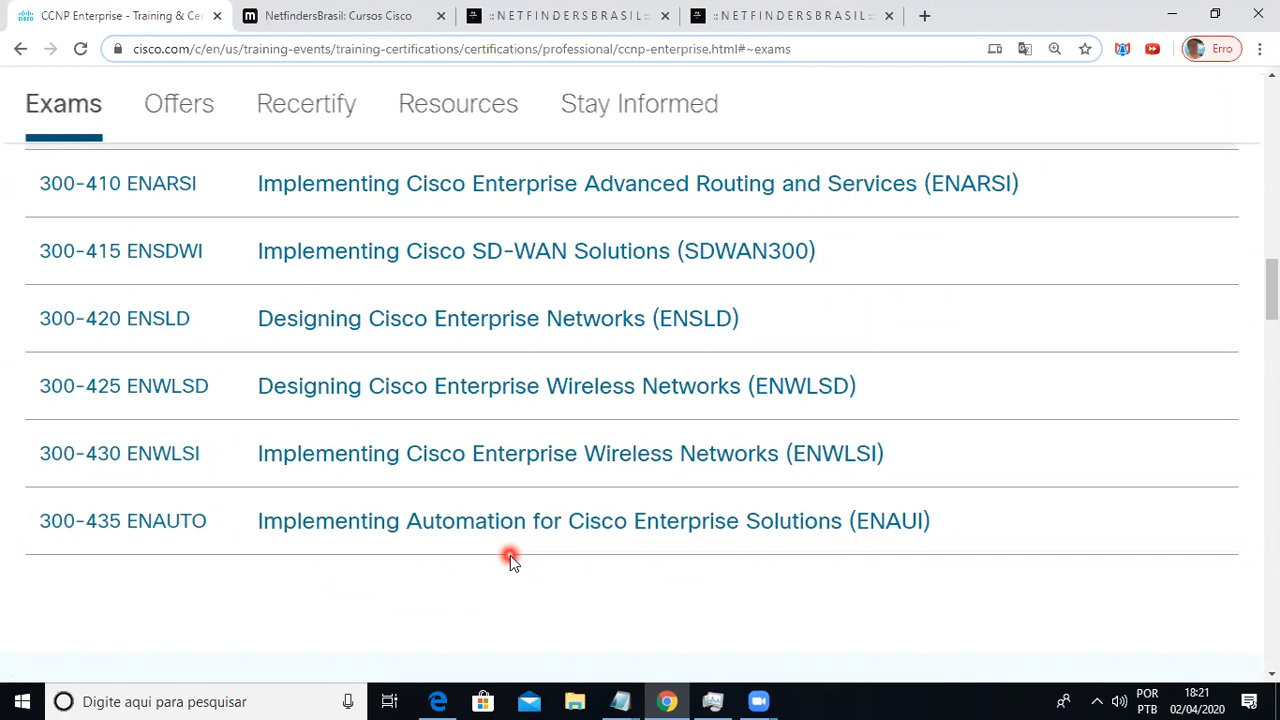 CCNP Enterprise - Training & Cer
NetfindersBrasil: Cursos Cisco
:: N E T F I N D E R S B R A S I L ::
:: N E T F I N D E R S B R A S I L ::
cisco.com/c/en/us/training-events/training-certifications/certifications/professional/ccnp-enterprise.html#~exams
Erro
Exams Offers Recertify Resources Stay Informed
300-410 ENARSI Implementing Cisco Enterprise Advanced Routing and Services (ENARSI)
300-415 ENSDWI Implementing Cisco SD-WAN Solutions (SDWAN300)
300-420 ENSLD Designing Cisco Enterprise Networks (ENSLD)
300-425 ENWLSD Designing Cisco Enterprise Wireless Networks (ENWLSD)
300-430 ENWLSI Implementing Cisco Enterprise Wireless Networks (ENWLSI)
300-435 ENAUTO Implementing Automation for Cisco Enterprise Solutions (ENAUI)
Digite aqui para pesquisar
POR
PTB
18:21
02/04/2020